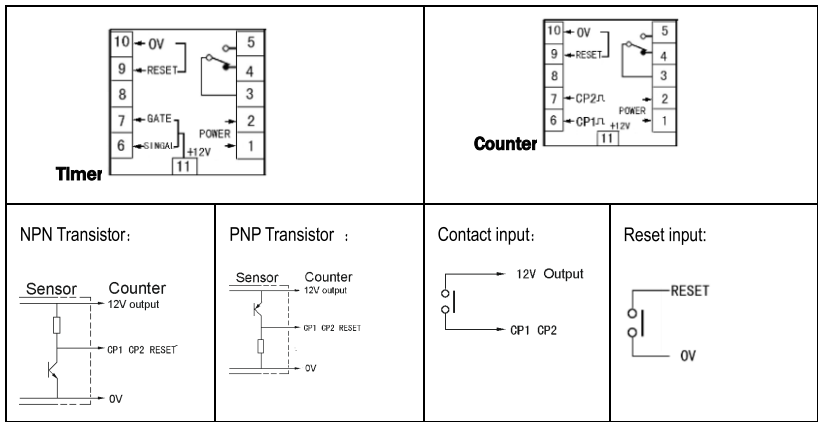 10 0V 5
9 RESET 4
8 3
7 GATE 2
POWER
6 SINGAL +12V 1
11
Timer
10 0V 5
9 RESET 4
8 3
7 CP2 2
POWER
6 CP1 +12V 1
11
Counter
NPN Transistor:
Sensor Counter
12V output
CP1 CP2 RESET
0V
PNP Transistor :
Sensor Counter
12V output
CP1 CP2 RESET
0V
Contact input:
12V Output
CP1 CP2
Reset input:
RESET
0V